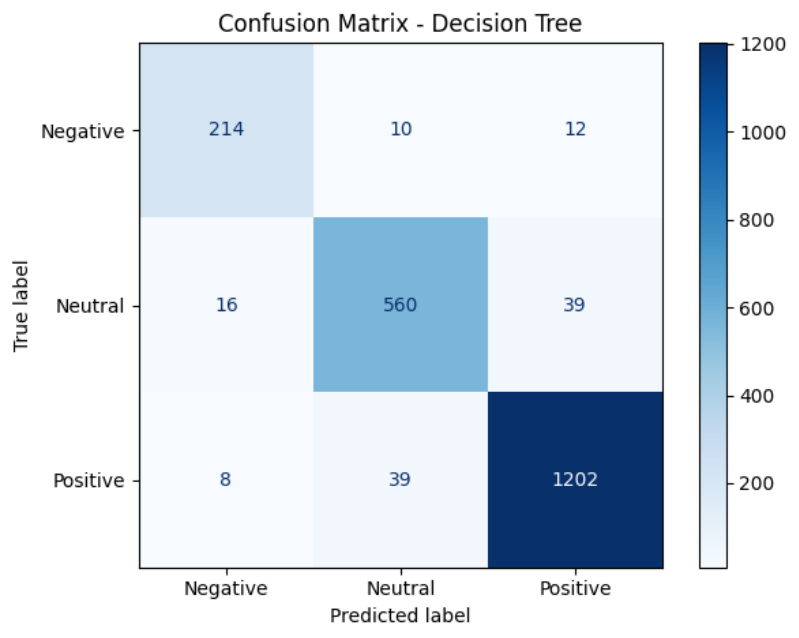 Confusion Matrix - Decision Tree
True label
Negative
214 10 12
Neutral
16 560 39
Positive
8 39 1202
Negative Neutral Positive
Predicted label
1200
1000
800
600
400
200